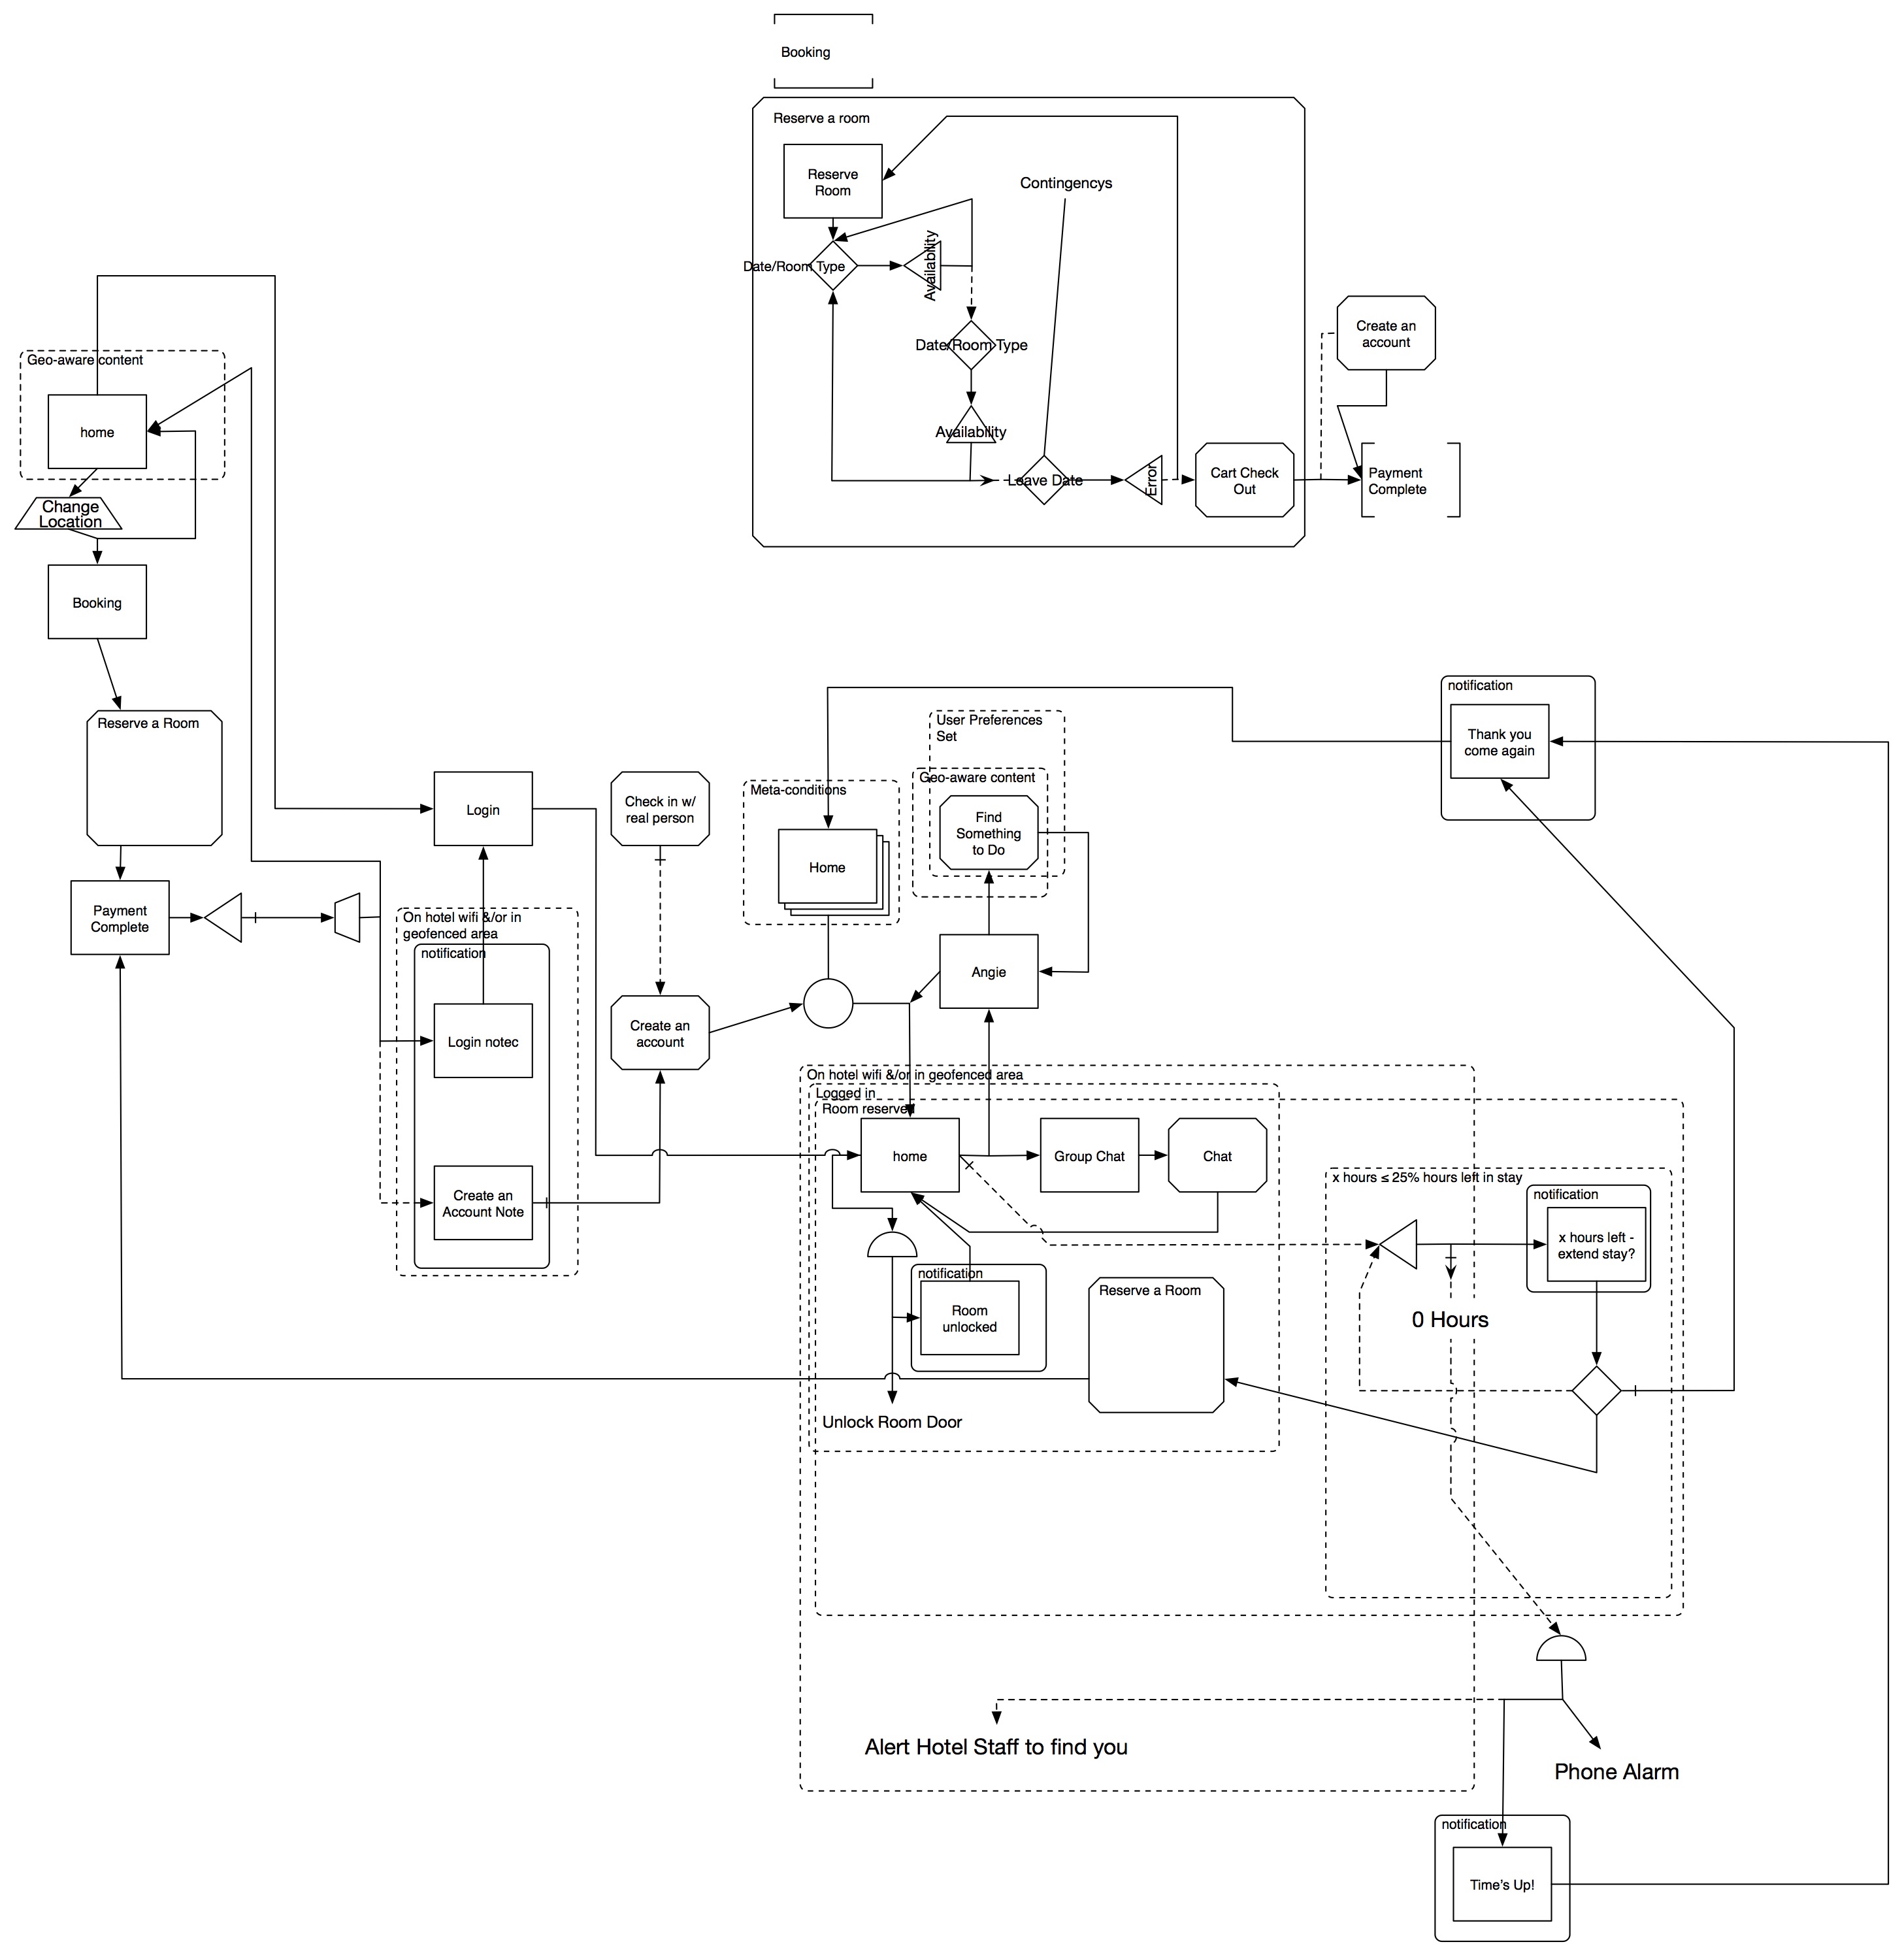 Booking
Reserve a room
Reserve
Room
Contingencys
Date/Room Type
Availability
Date/Room Type
Availability
Leave Date
Error
Cart Check
Out
Create an
account
Payment
Complete
Geo-aware content
home
Change
Location
Booking
Reserve a Room
Payment
Complete
Login
Check in w/
real person
On hotel wifi &/or in
geofenced area
notification
Login notec
Create an
Account Note
Create an
account
Meta-conditions
Home
User Preferences
Set
Geo-aware content
Find
Something
to Do
Angie
notification
Thank you
come again
On hotel wifi &/or in geofenced area
Logged in
Room reserved
home
Group Chat
Chat
notification
Room
unlocked
Unlock Room Door
Reserve a Room
x hours ≤ 25% hours left in stay
notification
x hours left -
extend stay?
0 Hours
Alert Hotel Staff to find you
Phone Alarm
notification
Time's Up!